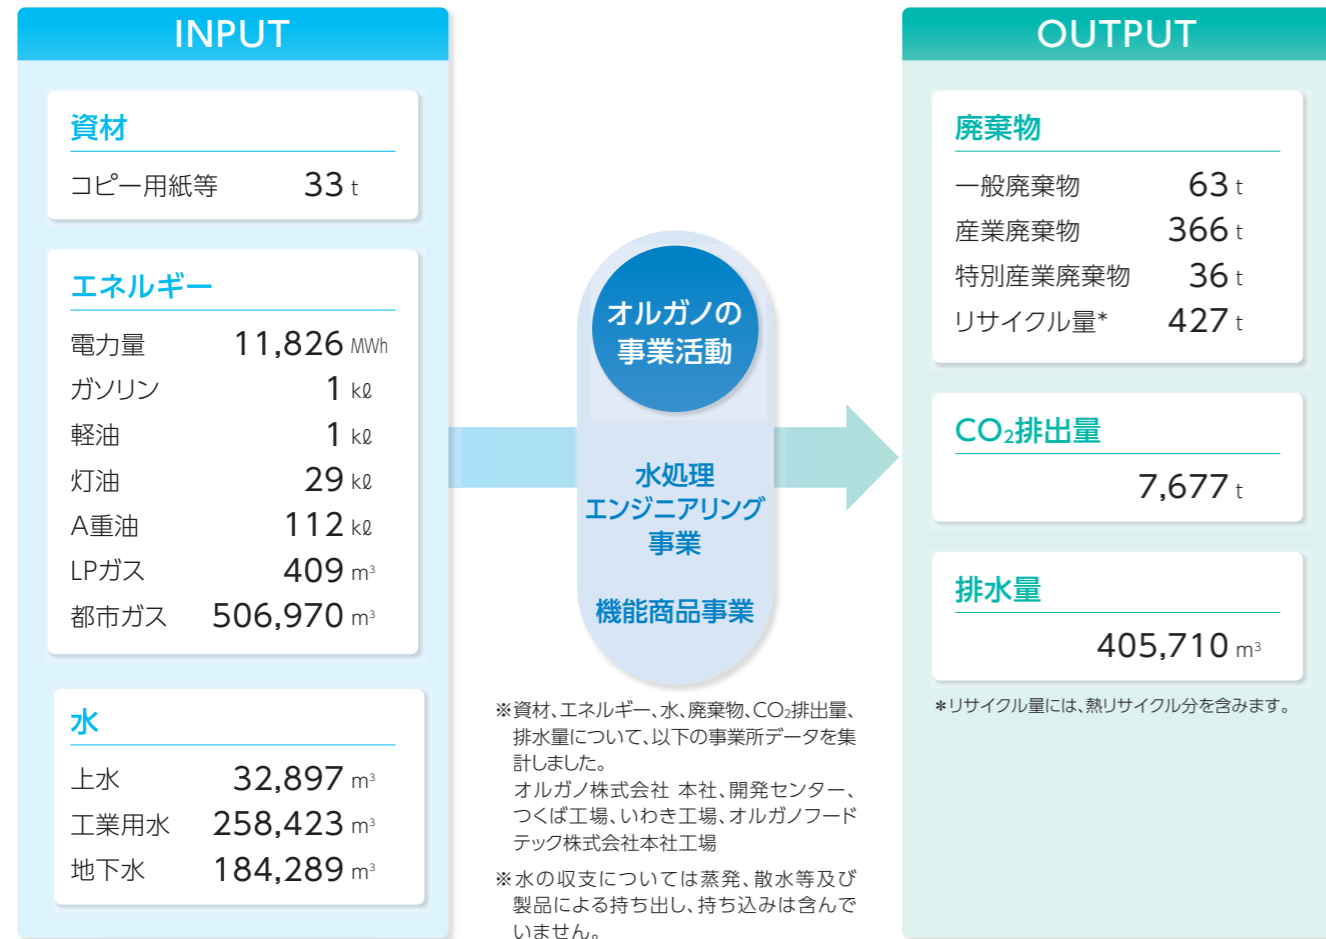 INPUT
資材
コピー用紙等 33 t
エネルギー
電力量 11,826 MWh
ガソリン 1 kℓ
軽油 1 kℓ
灯油 29 kℓ
A重油 112 kℓ
LPガス 409 m³
都市ガス 506,970 m³
水
上水 32,897 m³
工業用水 258,423 m³
地下水 184,289 m³
オルガノの
事業活動
水処理
エンジニアリング
事業
機能商品事業
※資材、エネルギー、水、廃棄物、CO₂排出量、
排水量について、以下の事業所データを集
計しました。
オルガノ株式会社 本社、開発センター、
つくば工場、いわき工場、オルガノフード
テック株式会社本社工場
※水の収支については蒸発、散水等及び
製品による持ち出し、持ち込みは含んで
いません。
OUTPUT
廃棄物
一般廃棄物 63 t
産業廃棄物 366 t
特別産業廃棄物 36 t
リサイクル量* 427 t
CO₂排出量
7,677 t
排水量
405,710 m³
*リサイクル量には、熱リサイクル分を含みます。